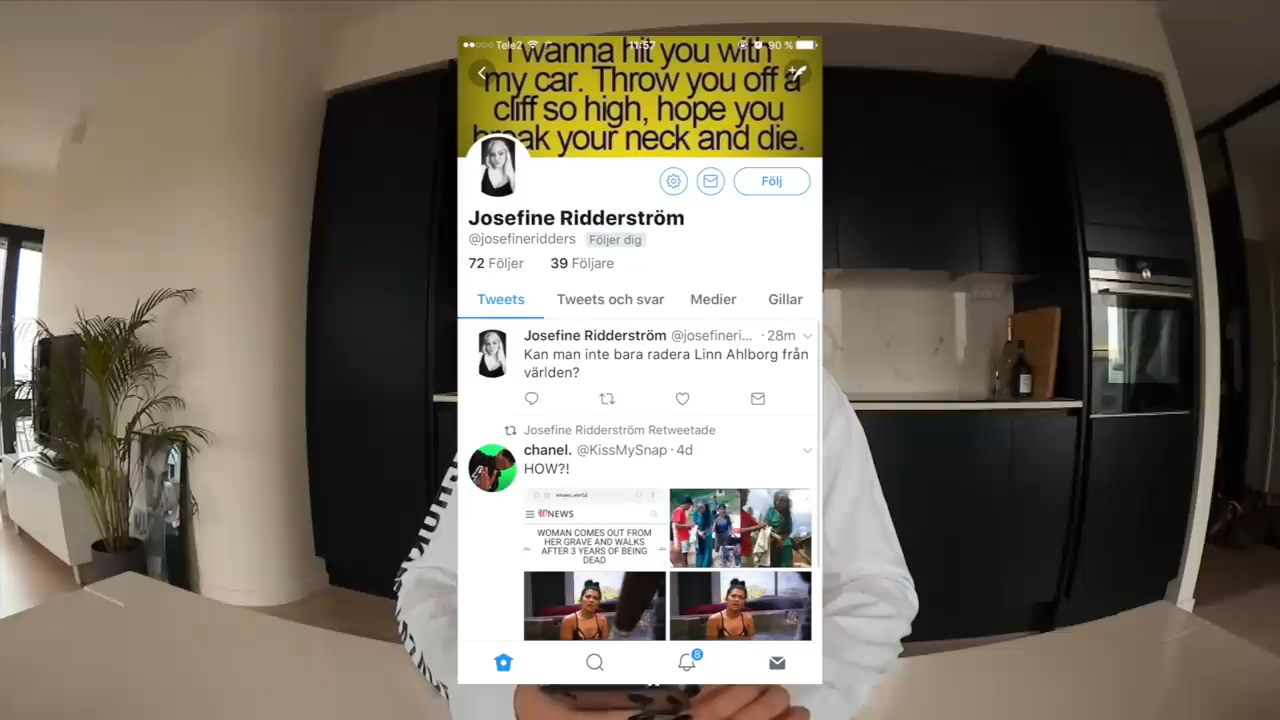 Tele2 11:57 90 %
I wanna hit you with
my car. Throw you off a
cliff so high, hope you
break your neck and die.
Följ
Josefine Ridderström
@josefineridders Följer dig
72 Följer 39 Följare
Tweets Tweets och svar Medier Gillar
Josefine Ridderström @josefineri... · 28m
Kan man inte bara radera Linn Ahlborg från
världen?
Josefine Ridderström Retweetade
chanel. @KissMySnap · 4d
HOW?!
NEWS
WOMAN COMES OUT FROM
HER GRAVE AND WALKS
AFTER 3 YEARS OF BEING
DEAD
8